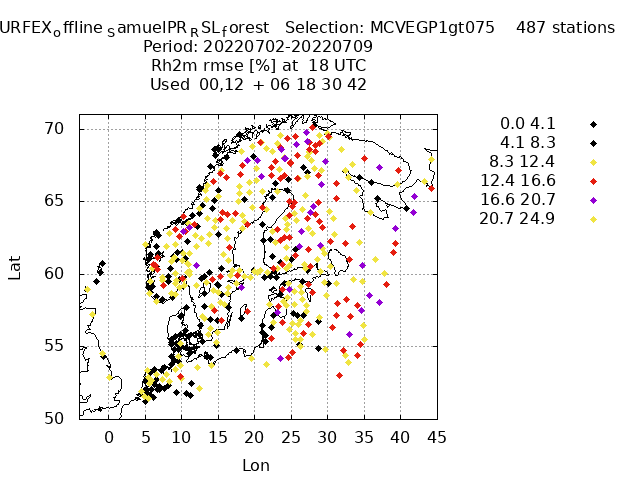 URFEXoffline SamuelPRRSLforest Selection: MCVEGP1gt075 487 stations
Period: 20220702-20220709
Rh2m rmse [%] at 18 UTC
Used 00,12 + 06 18 30 42
70
65
60
55
50
Lat
0 5 10 15 20 25 30 35 40 45
Lon
0.0 4.1
4.1 8.3
8.3 12.4
12.4 16.6
16.6 20.7
20.7 24.9